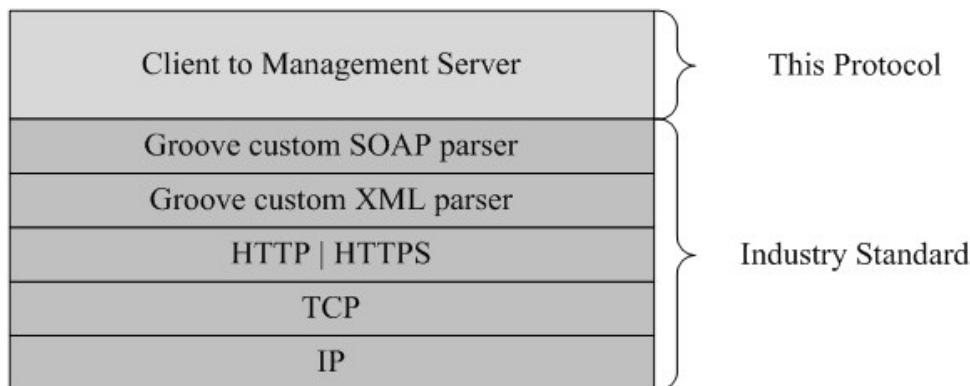 Client to Management Server
This Protocol
Groove custom SOAP parser
Groove custom XML parser
HTTP | HTTPS
Industry Standard
TCP
IP